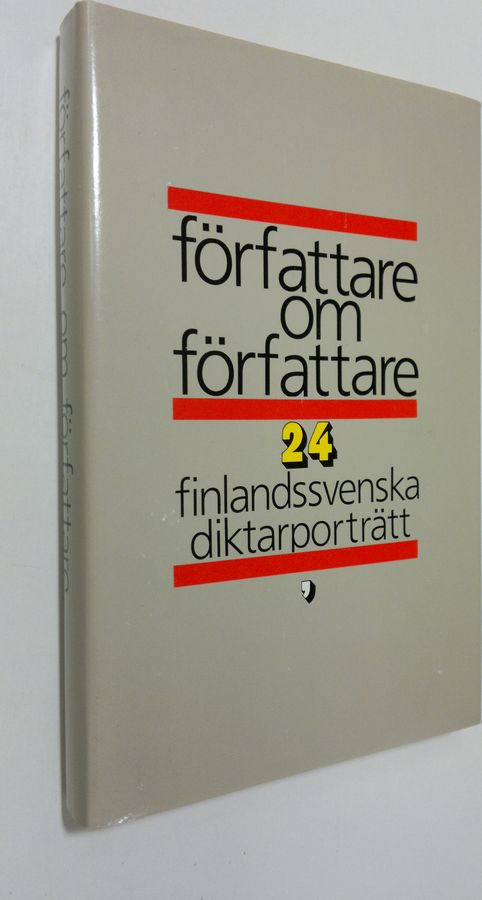 författare
om
författare
24
finlandssvenska
diktarporträtt
författare om författare